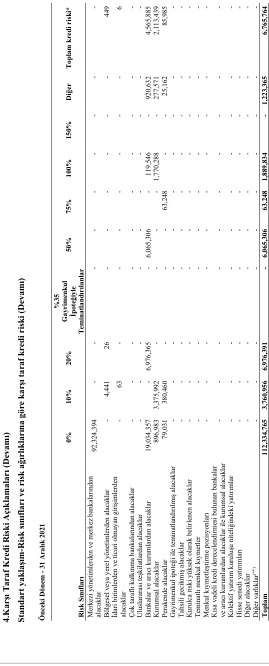 4.Karşı Taraf Kredi Riski Açıklamaları (Devamı)
Standart yaklaşım-Risk sınıfları ve risk ağırlıklarına göre karşı taraf kredi riski (Devamı)
Önceki Dönem - 31 Aralık 2021
%35
Gayrimenkul
İpoteğiyle
Risk Sınıfları 0% 10% 20% Teminatlandırılanlar 50% 75% 100% 150% Diğer Toplam kredi riski*
Merkezi yönetimlerden ve merkez bankalarından
alacaklar 92,324,394 - - - - - - - - -
Bölgesel veya yerel yönetimlerden alacaklar - 4,441 26 - - - - - - 449
İdari birimlerden ve ticari olmayan girişimlerden
alacaklar - 63 - - - - - - - 6
Çok taraflı kalkınma bankalarından alacaklar - - - - - - - - - -
Uluslararası teşkilatlardan alacaklar - - - - - - - - - -
Bankalar ve aracı kurumlardan alacaklar 19,034,357 - 6,976,365 - 6,065,306 - 119,546 - 920,632 4,565,885
Kurumsal alacaklar 896,983 3,375,992 - - - - 1,770,288 - 277,571 2,113,439
Perakende alacaklar 79,031 380,460 - - - 63,248 - - 25,162 85,985
Gayrimenkul ipoteği ile teminatlandırılmış alacaklar - - - - - - - - - -
Tahsili gecikmiş alacaklar - - - - - - - - - -
Kurulca riski yüksek olarak belirlenen alacaklar - - - - - - - - - -
Teminatlı menkul kıymetler - - - - - - - - - -
Menkul kıymetleştirme pozisyonları - - - - - - - - - -
Kısa vadeli kredi derecelendirmesi bulunan bankalar
ve aracı kurumlardan alacaklar ile kurumsal alacaklar - - - - - - - - - -
Kolektif yatırım kuruluşu niteliğindeki yatırımlar - - - - - - - - - -
Hisse senedi yatırımları - - - - - - - - - -
Diğer alacaklar - - - - - - - - - -
Diğer varlıklar - - - - - - - - - -
Toplam 112,334,765 3,760,956 6,976,391 - 6,065,306 63,248 1,889,834 - 1,223,365 6,765,764